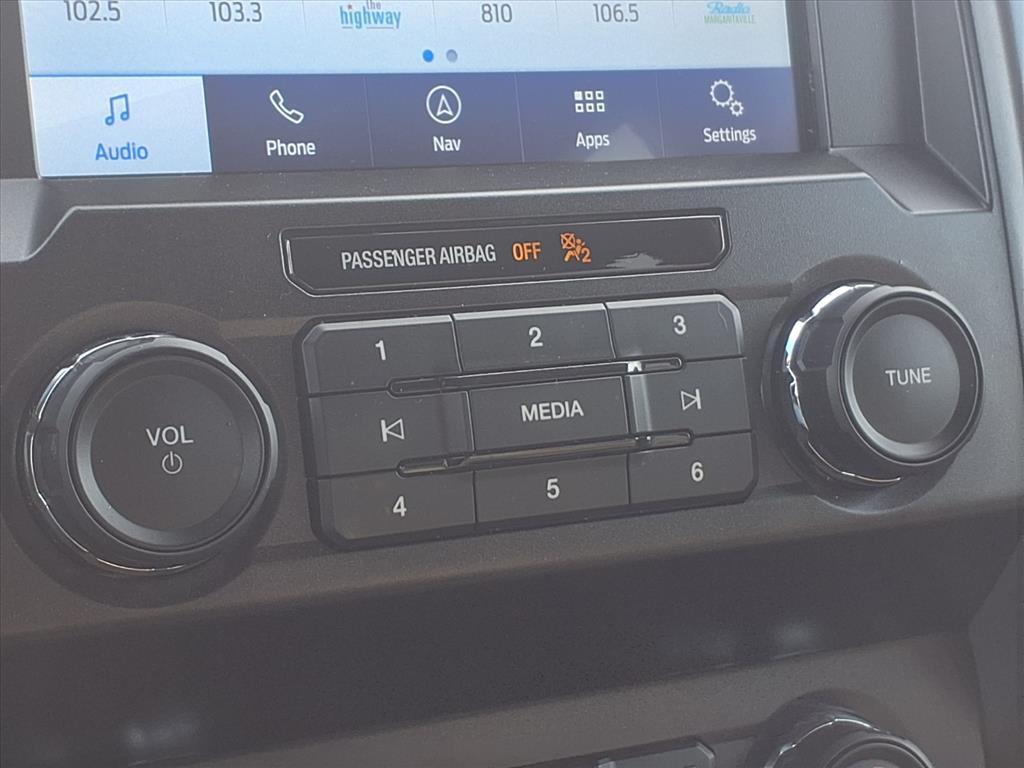 102.5 103.3 the highway 810 106.5 Radio MARGARITAVILLE
Audio Phone Nav Apps Settings
PASSENGER AIRBAG OFF 2
1 2 3
VOL MEDIA TUNE
4 5 6